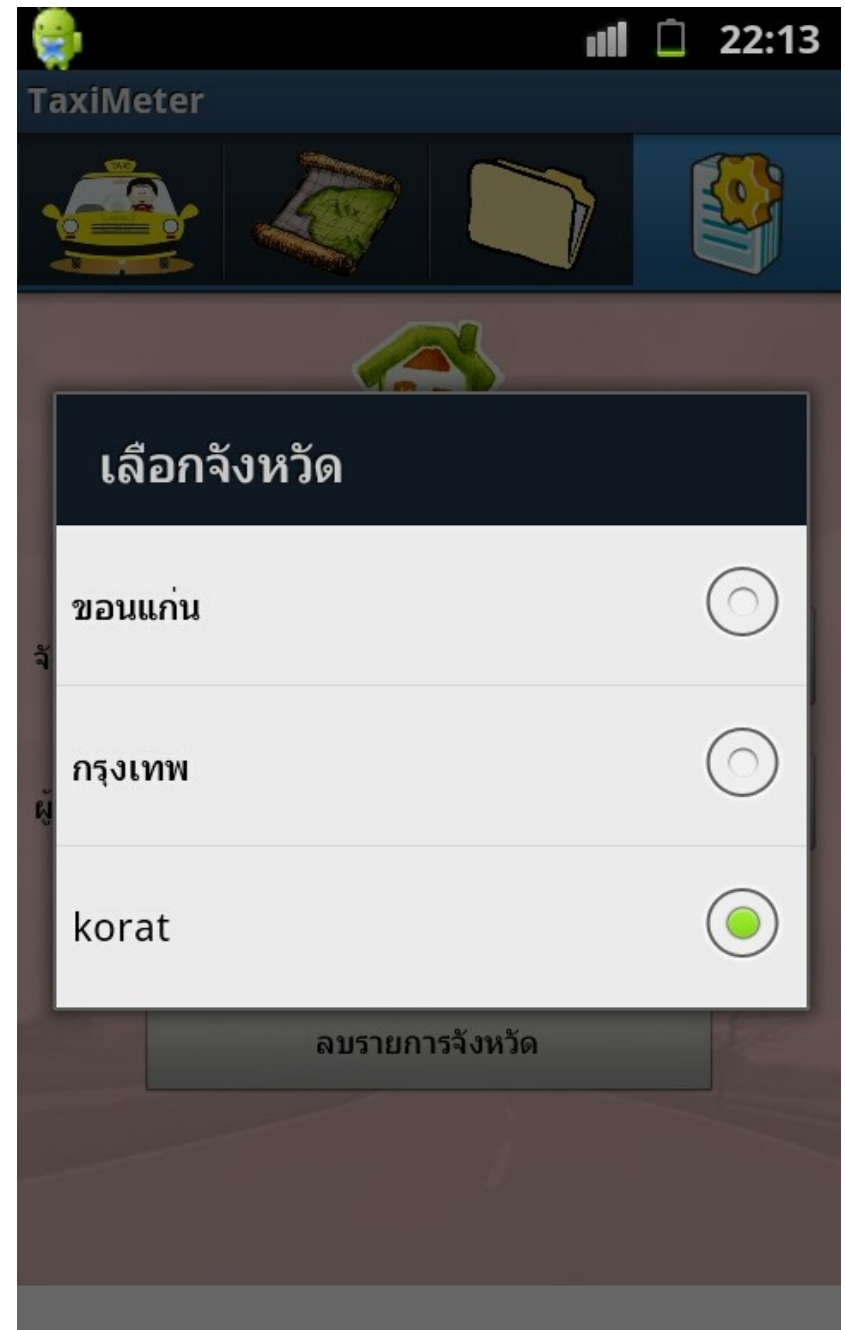 22:13
TaxiMeter
เลือกจังหวัด
ขอนแก่น
กรุงเทพ
korat
ลบรายการจังหวัด